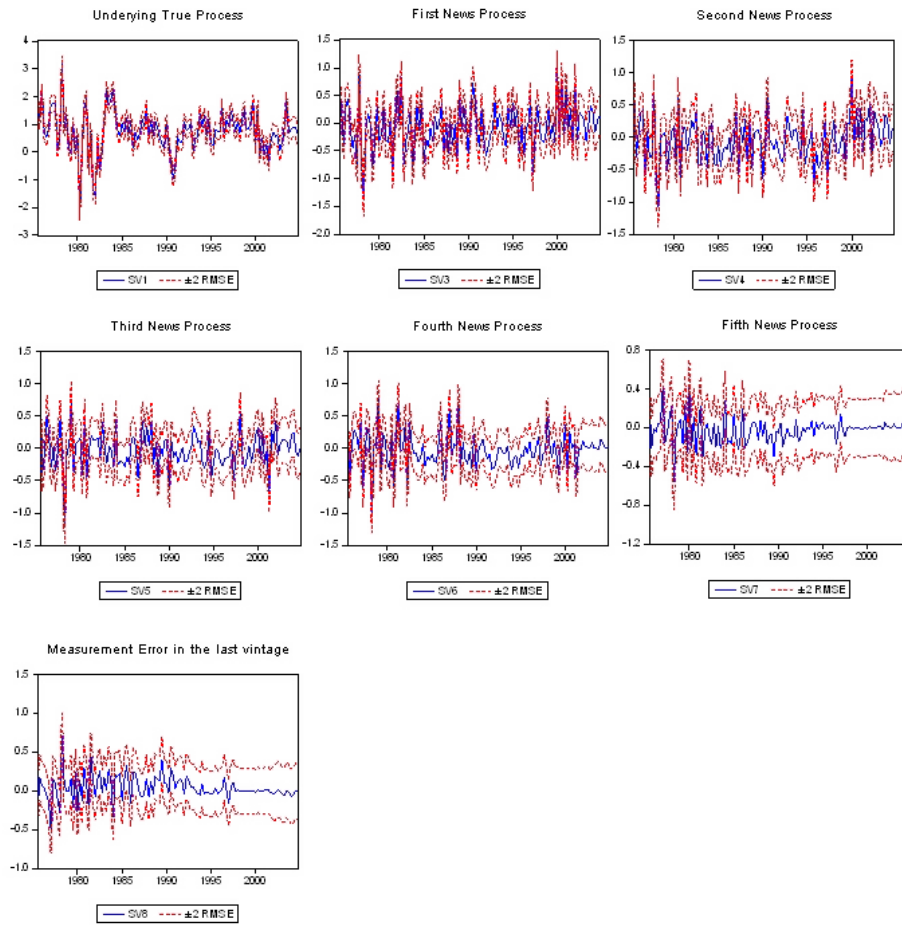 Underying True Process
4
3
2
1
0
-1
-2
-3
1980 1985 1990 1995 2000
SV1 ±2 RMSE
First News Process
1.5
1.0
0.5
0.0
-0.5
-1.0
-1.5
-2.0
1980 1985 1990 1995 2000
SV3 ±2 RMSE
Second News Process
1.5
1.0
0.5
0.0
-0.5
-1.0
-1.5
1980 1985 1990 1995 2000
SV4 ±2 RMSE
Third News Process
1.5
1.0
0.5
0.0
-0.5
-1.0
-1.5
1980 1985 1990 1995 2000
SV5 ±2 RMSE
Fourth News Process
1.5
1.0
0.5
0.0
-0.5
-1.0
-1.5
1980 1985 1990 1995 2000
SV6 ±2 RMSE
Fifth News Process
0.8
0.4
0.0
-0.4
-0.8
-1.2
1980 1985 1990 1995 2000
SV7 ±2 RMSE
Measurement Error in the last vintage
1.5
1.0
0.5
0.0
-0.5
-1.0
1980 1985 1990 1995 2000
SV8 ±2 RMSE